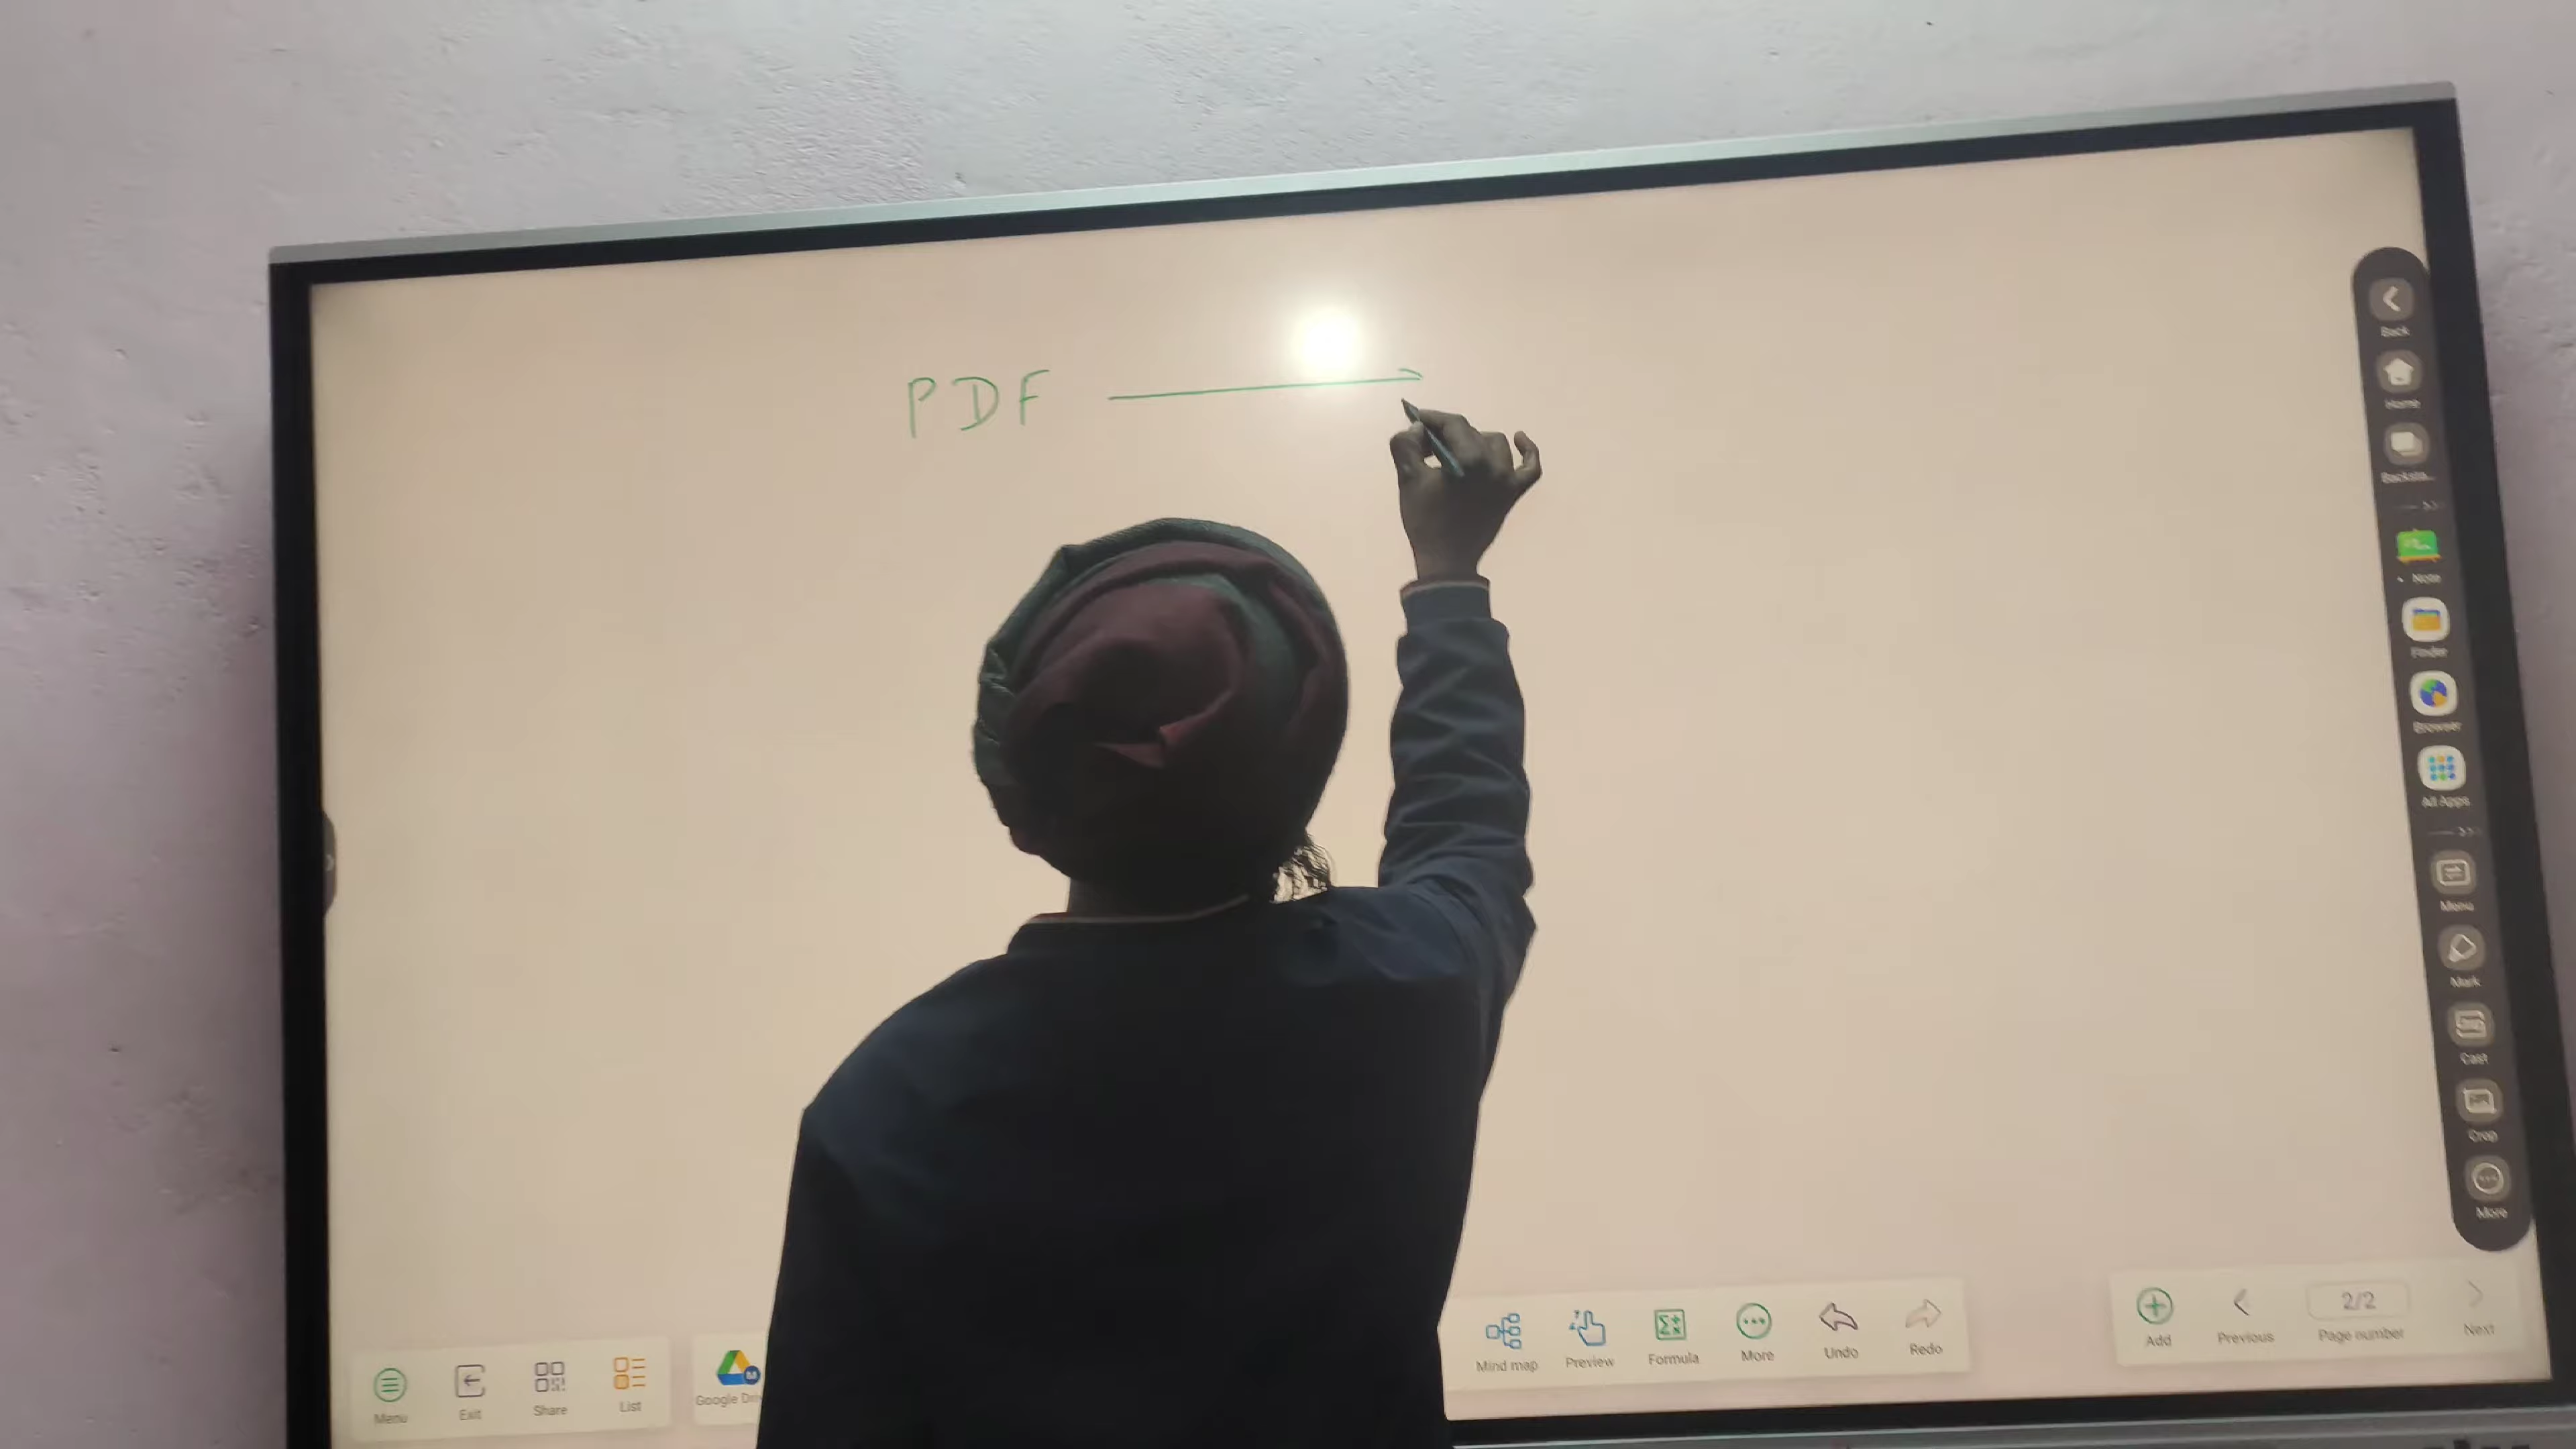 PDF →
Back
Home
Note
Finder
Browser
All Apps
Menu
Mark
Cast
Crop
More
Menu Exit Share List Google Mind map Preview Formula More Undo Redo Add Previous 2/2 Page number Next